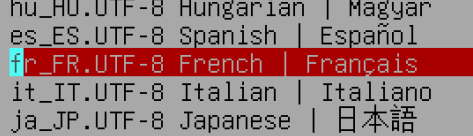 hu_HU.UTF-8 Hungarian | Magyar
es_ES.UTF-8 Spanish | Español
fr_FR.UTF-8 French | Français
it_IT.UTF-8 Italian | Italiano
ja_JP.UTF-8 Japanese | 日本語